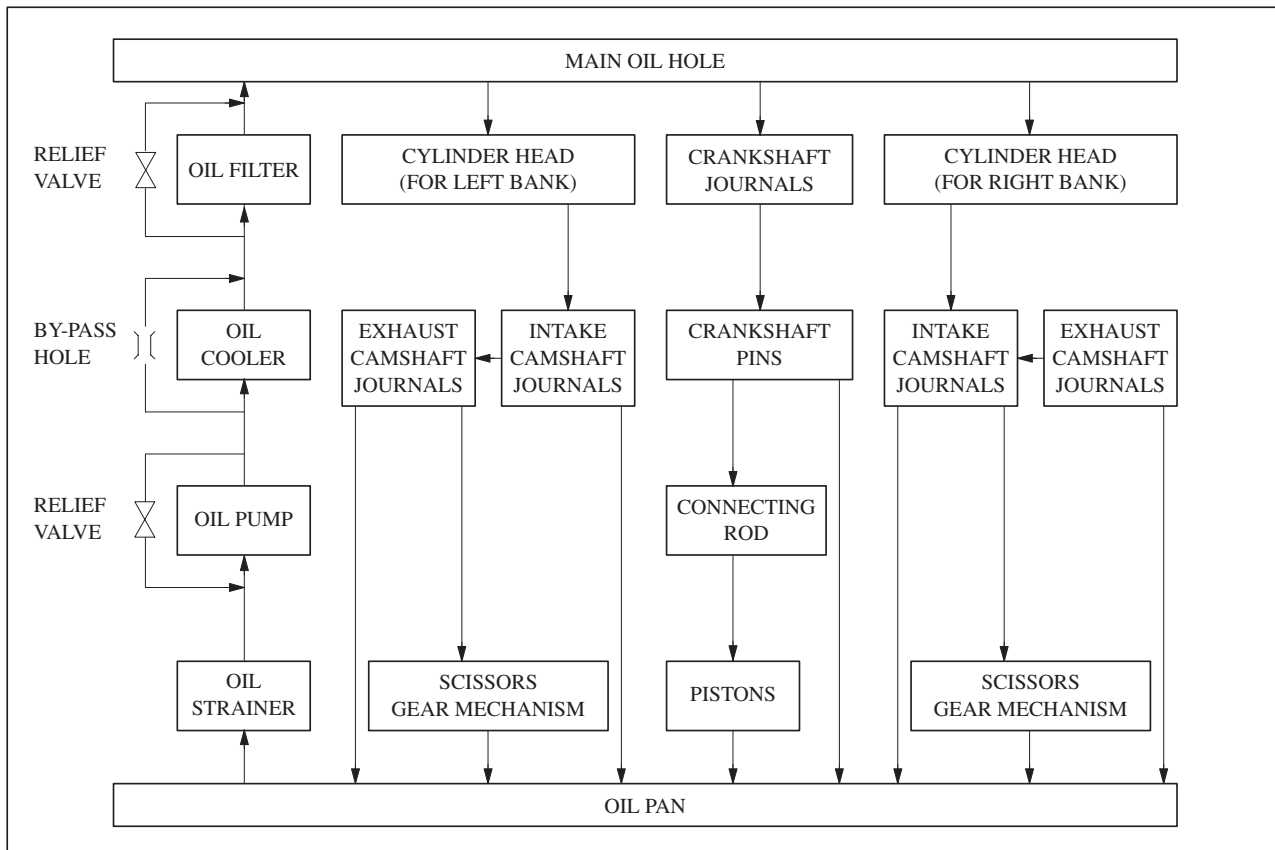 MAIN OIL HOLE
RELIEF
VALVE
OIL FILTER
CYLINDER HEAD
(FOR LEFT BANK)
CRANKSHAFT
JOURNALS
CYLINDER HEAD
(FOR RIGHT BANK)
BY-PASS
HOLE
OIL
COOLER
EXHAUST
CAMSHAFT
JOURNALS
INTAKE
CAMSHAFT
JOURNALS
CRANKSHAFT
PINS
INTAKE
CAMSHAFT
JOURNALS
EXHAUST
CAMSHAFT
JOURNALS
RELIEF
VALVE
OIL PUMP
CONNECTING
ROD
OIL
STRAINER
SCISSORS
GEAR MECHANISM
PISTONS
SCISSORS
GEAR MECHANISM
OIL PAN